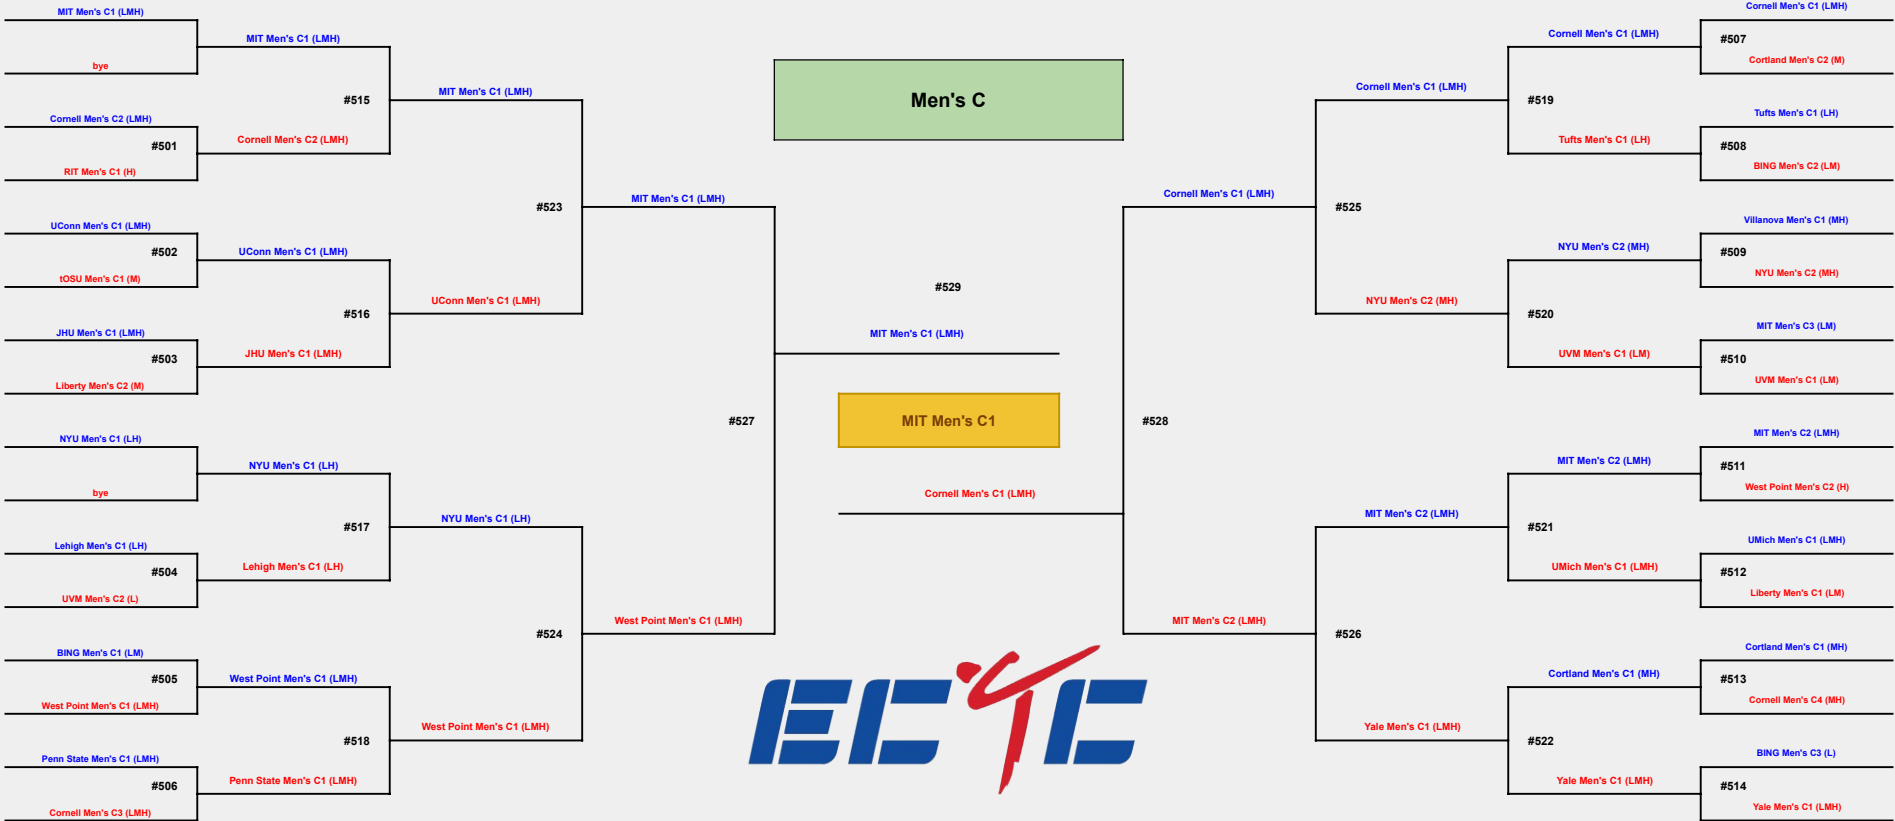 MIT Men's C1 (LMH)
bye
Cornell Men's C2 (LMH)
#501
RIT Men's C1 (H)
UConn Men's C1 (LMH)
#502
tOSU Men's C1 (M)
JHU Men's C1 (LMH)
#503
Liberty Men's C2 (M)
NYU Men's C1 (LH)
bye
Lehigh Men's C1 (LH)
#504
UVM Men's C2 (L)
BING Men's C1 (LM)
#505
West Point Men's C1 (LMH)
Penn State Men's C1 (LMH)
#506
Cornell Men's C3 (LMH)
MIT Men's C1 (LMH)
#515
Cornell Men's C2 (LMH)
UConn Men's C1 (LMH)
#516
JHU Men's C1 (LMH)
NYU Men's C1 (LH)
#517
Lehigh Men's C1 (LH)
West Point Men's C1 (LMH)
#518
Penn State Men's C1 (LMH)
MIT Men's C1 (LMH)
#523
UConn Men's C1 (LMH)
NYU Men's C1 (LH)
#524
West Point Men's C1 (LMH)
MIT Men's C1 (LMH)
#527
West Point Men's C1 (LMH)
Men's C
#529
MIT Men's C1 (LMH)
MIT Men's C1
Cornell Men's C1 (LMH)
ECTC
Cornell Men's C1 (LMH)
#528
MIT Men's C2 (LMH)
Cornell Men's C1 (LMH)
#525
NYU Men's C2 (MH)
MIT Men's C2 (LMH)
#526
Yale Men's C1 (LMH)
Cornell Men's C1 (LMH)
#519
Tufts Men's C1 (LH)
NYU Men's C2 (MH)
#520
UVM Men's C1 (LM)
MIT Men's C2 (LMH)
#521
UMich Men's C1 (LMH)
Cortland Men's C1 (MH)
#522
Yale Men's C1 (LMH)
Cornell Men's C1 (LMH)
#507
Cortland Men's C2 (M)
Tufts Men's C1 (LH)
#508
BING Men's C2 (LM)
Villanova Men's C1 (MH)
#509
NYU Men's C2 (MH)
MIT Men's C3 (LM)
#510
UVM Men's C1 (LM)
MIT Men's C2 (LMH)
#511
West Point Men's C2 (H)
UMich Men's C1 (LMH)
#512
Liberty Men's C1 (LM)
Cortland Men's C1 (MH)
#513
Cornell Men's C4 (MH)
BING Men's C3 (L)
#514
Yale Men's C1 (LMH)